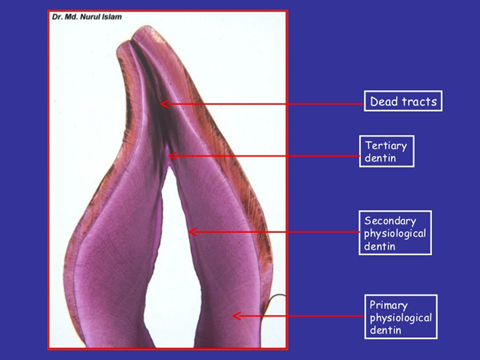 Dr. Md. Nurul Islam
Dead tracts
Tertiary
dentin
Secondary
physiological
dentin
Primary
physiological
dentin